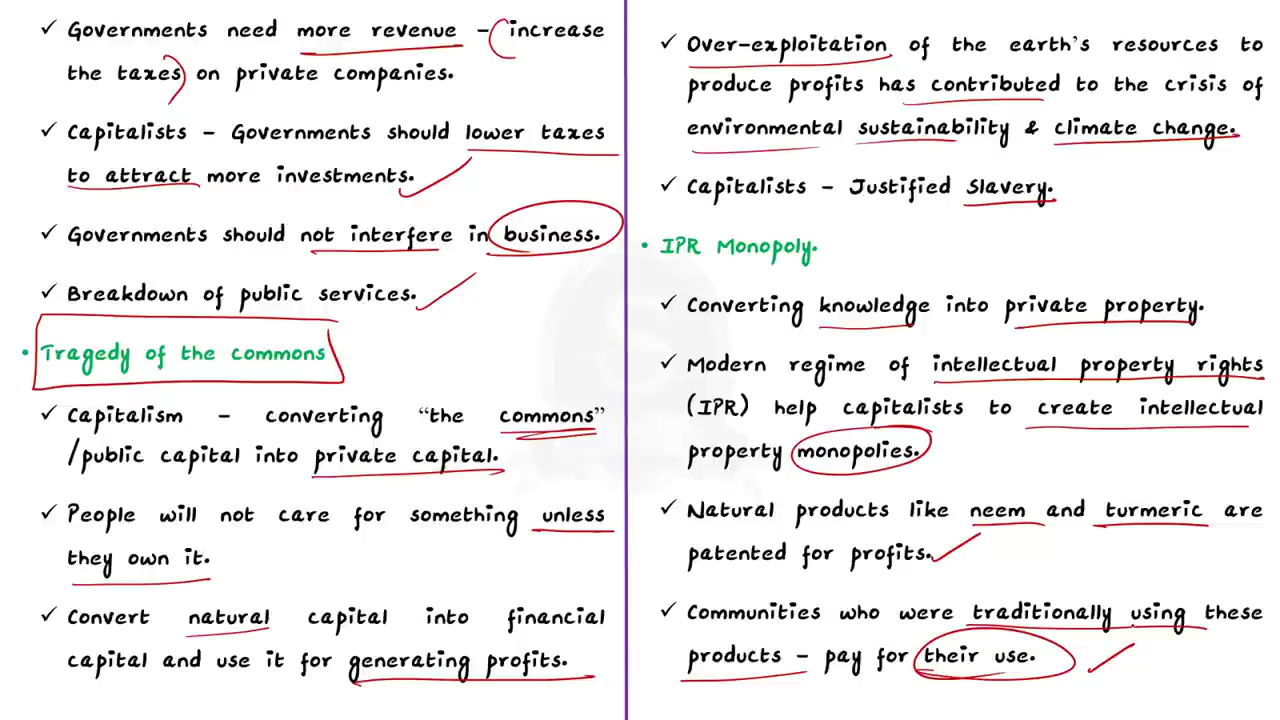 ✓ Governments need more revenue – increase
the taxes on private companies.
✓ Capitalists – Governments should lower taxes
to attract more investments.
✓ Governments should not interfere in business.
✓ Breakdown of public services.
• Tragedy of the commons
✓ Capitalism – converting “the commons”
/public capital into private capital.
✓ People will not care for something unless
they own it.
✓ Convert natural capital into financial
capital and use it for generating profits.
✓ Over-exploitation of the earth's resources to
produce profits has contributed to the crisis of
environmental sustainability & climate change.
✓ Capitalists – Justified Slavery.
• IPR Monopoly.
✓ Converting knowledge into private property.
✓ Modern regime of intellectual property rights
(IPR) help capitalists to create intellectual
property monopolies.
✓ Natural products like neem and turmeric are
patented for profits.
✓ Communities who were traditionally using these
products – pay for their use.